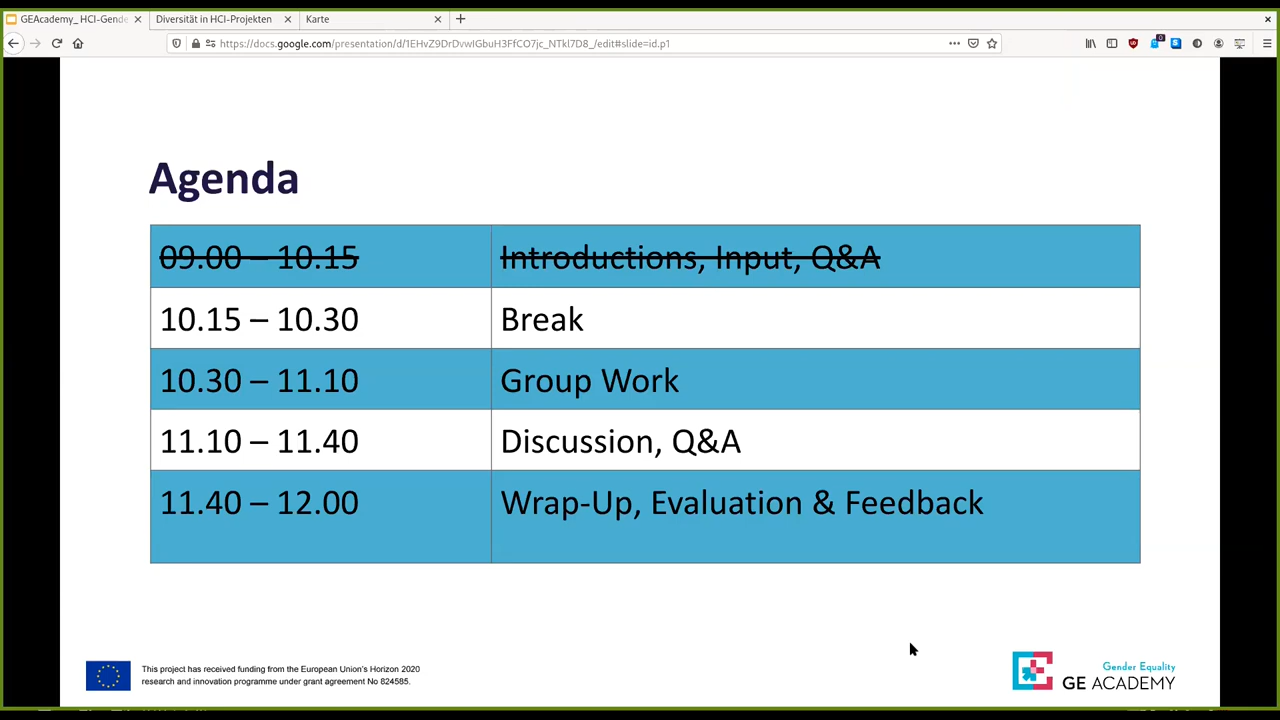 GEAcademy_ HCI-Gende
Diversität in HCI-Projekten
Karte
https://docs.google.com/presentation/d/1EHvZ9DrDvwIGbuH3FfCO7jc_NTkl7D8_/edit#slide=id.p1
Agenda
09.00 – 10.15 Introductions, Input, Q&A
10.15 – 10.30 Break
10.30 – 11.10 Group Work
11.10 – 11.40 Discussion, Q&A
11.40 – 12.00 Wrap-Up, Evaluation & Feedback
This project has received funding from the European Union's Horizon 2020
research and innovation programme under grant agreement No 824585.
Gender Equality
GE ACADEMY